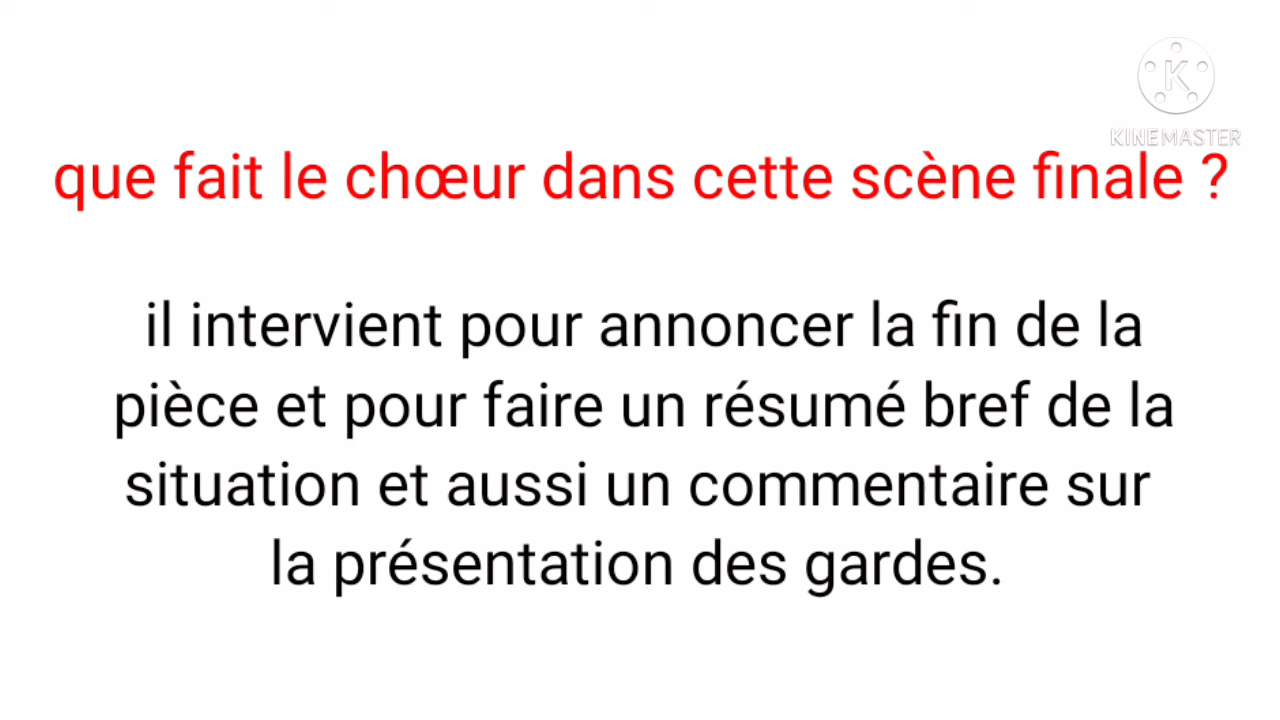 KINEMASTER
que fait le chœur dans cette scène finale ?
il intervient pour annoncer la fin de la
pièce et pour faire un résumé bref de la
situation et aussi un commentaire sur
la présentation des gardes.